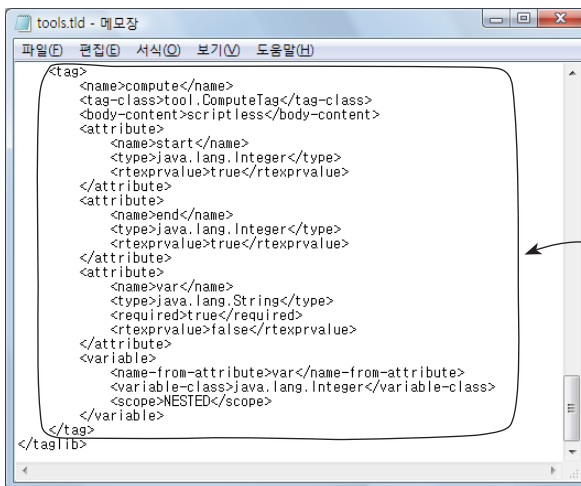 tools.tld - 메모장
파일(F) 편집(E) 서식(O) 보기(V) 도움말(H)
<tag>
<name>compute</name>
<tag-class>tool.ComputeTag</tag-class>
<body-content>scriptless</body-content>
<attribute>
<name>start</name>
<type>java.lang.Integer</type>
<rtexprvalue>true</rtexprvalue>
</attribute>
<attribute>
<name>end</name>
<type>java.lang.Integer</type>
<rtexprvalue>true</rtexprvalue>
</attribute>
<attribute>
<name>var</name>
<type>java.lang.String</type>
<required>true</required>
<rtexprvalue>false</rtexprvalue>
</attribute>
<variable>
<name-from-attribute>var</name-from-attribute>
<variable-class>java.lang.Integer</variable-class>
<scope>NESTED</scope>
</variable>
</tag>
</taglib>